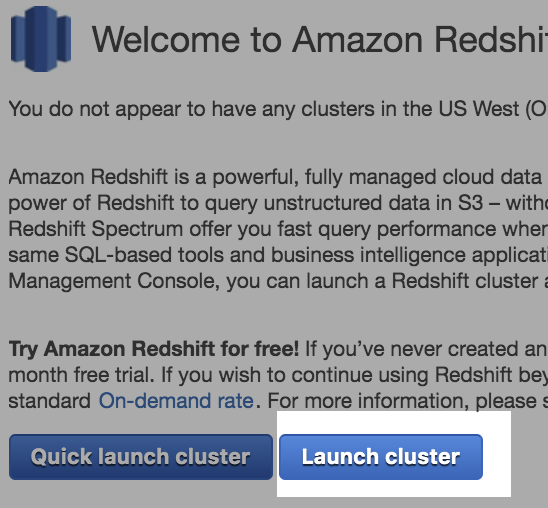 Welcome to Amazon Redshift
You do not appear to have any clusters in the US West (O
Amazon Redshift is a powerful, fully managed cloud data
power of Redshift to query unstructured data in S3 – witho
Redshift Spectrum offer you fast query performance when
same SQL-based tools and business intelligence applicati
Management Console, you can launch a Redshift cluster a
Try Amazon Redshift for free! If you’ve never created an
month free trial. If you wish to continue using Redshift bey
standard On-demand rate. For more information, please s
Quick launch cluster Launch cluster